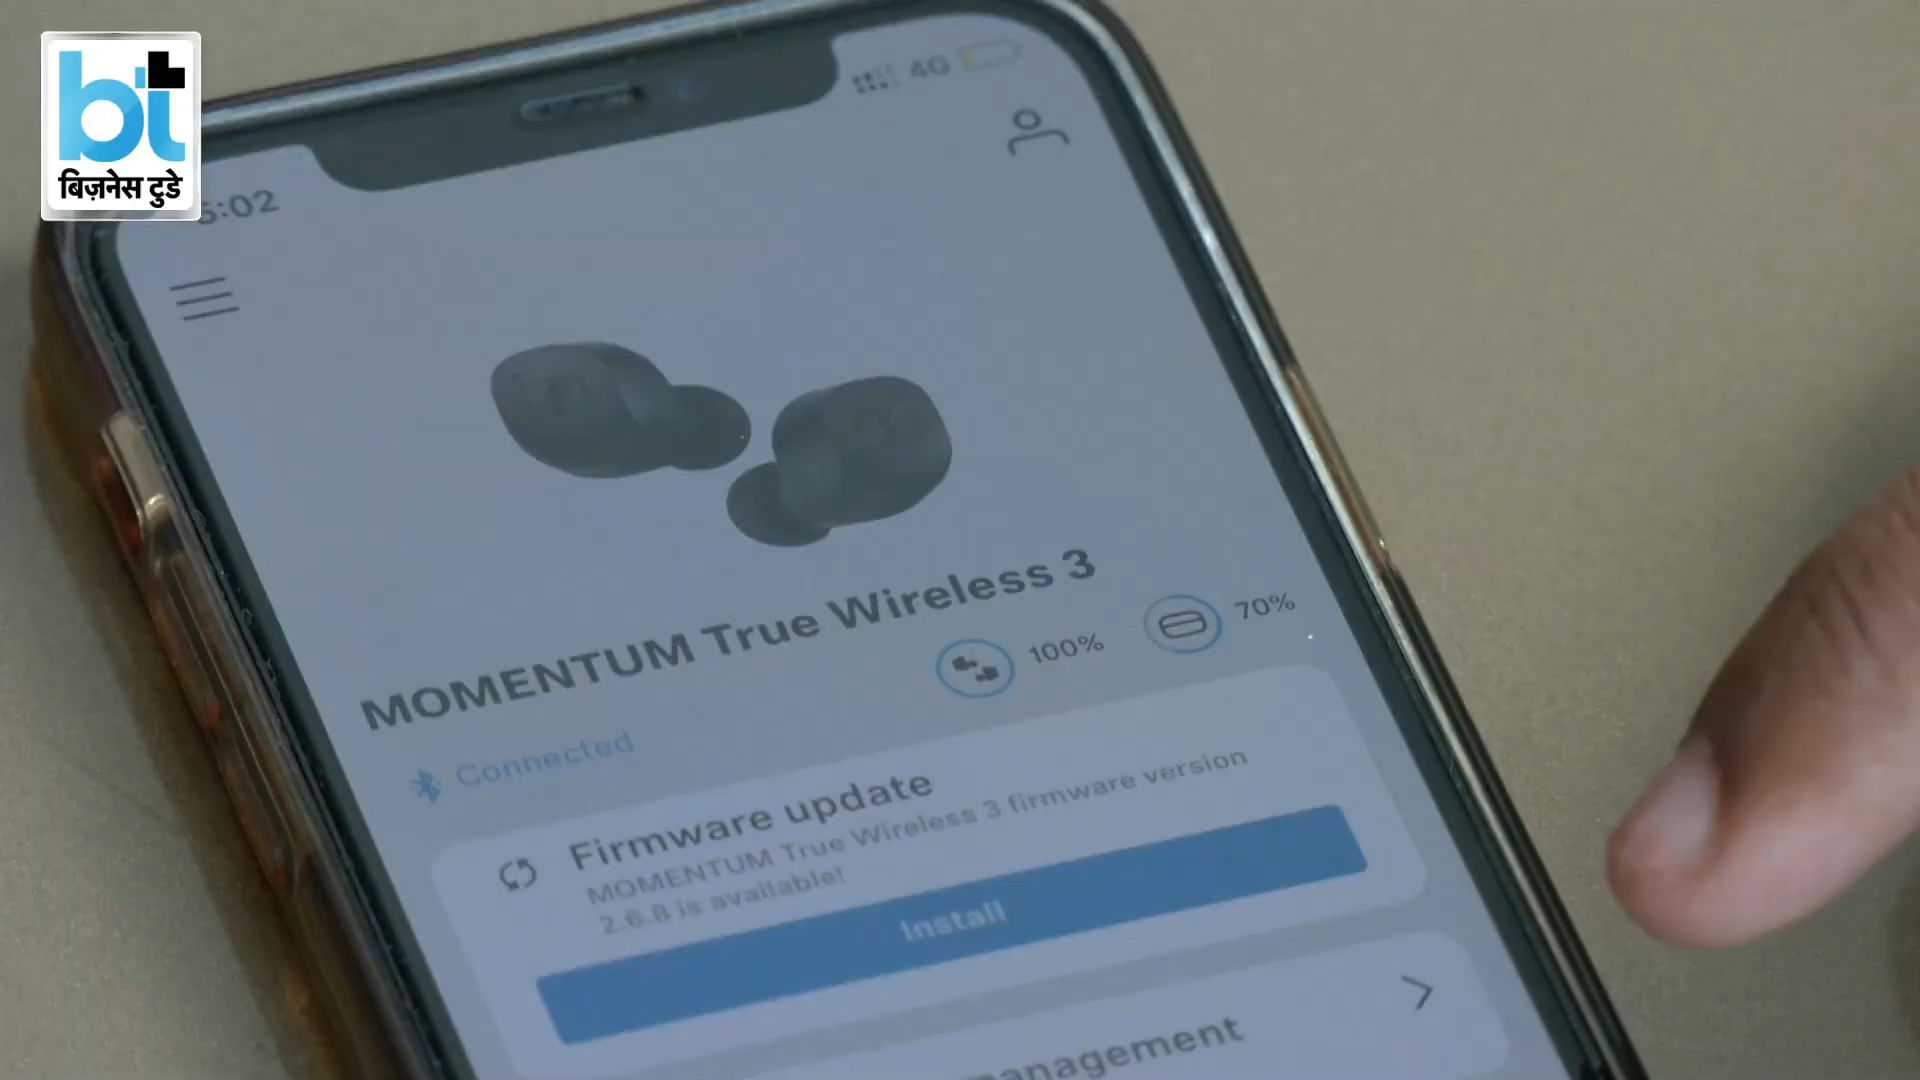 bt
बिज़नेस टुडे
4G
5:02
MOMENTUM True Wireless 3
100%
70%
Connected
Firmware update
MOMENTUM True Wireless 3 firmware version
2.6.8 is available!
Install